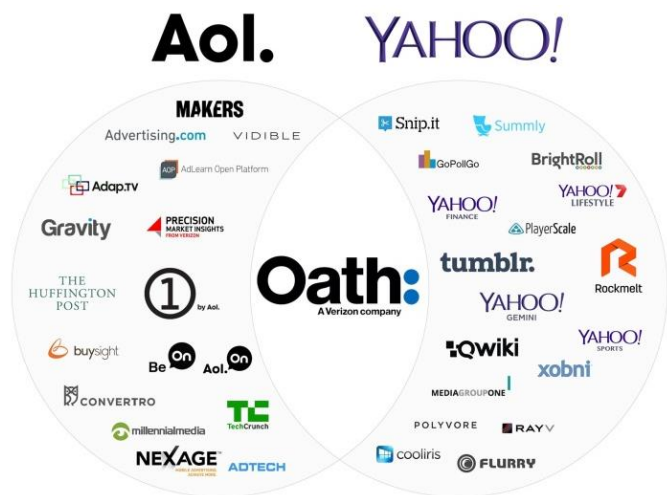 Aol.
YAHOO!
MAKERS
Advertising.com
VIDIBLE
AOP AdLearn Open Platform
Adap.tv
Gravity
PRECISION
MARKET INSIGHTS
FROM VERIZON
THE
HUFFINGTON
POST
1
by Aol.
buysight
Be On
Aol. On
CONVERTRO
millennialmedia
TC
TechCrunch
NEXAGE
ADTECH
Oath:
A Verizon company
Snip.it
Summly
GoPollGo
BrightRoll
YAHOO!
FINANCE
YAHOO!7
LIFESTYLE
PlayerScale
tumblr.
Rockmelt
YAHOO!
GEMINI
Qwiki
YAHOO!
SPORTS
xobni
MEDIAGROUPONE
POLYVORE
RAYV
cooliris
FLURRY